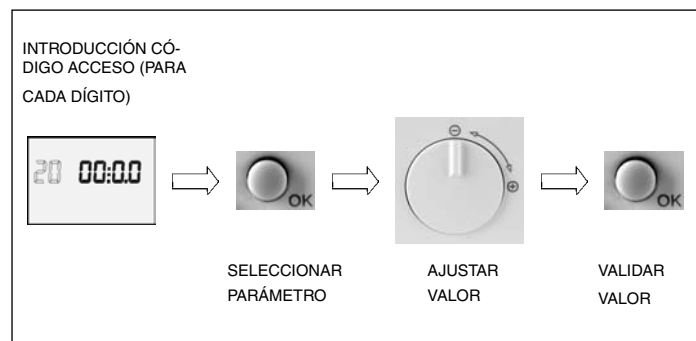 INTRODUCCIÓN CÓ-
DIGO ACCESO (PARA
CADA DÍGITO)
20 00:0.0
OK
OK
SELECCIONAR
PARÁMETRO
AJUSTAR
VALOR
VALIDAR
VALOR